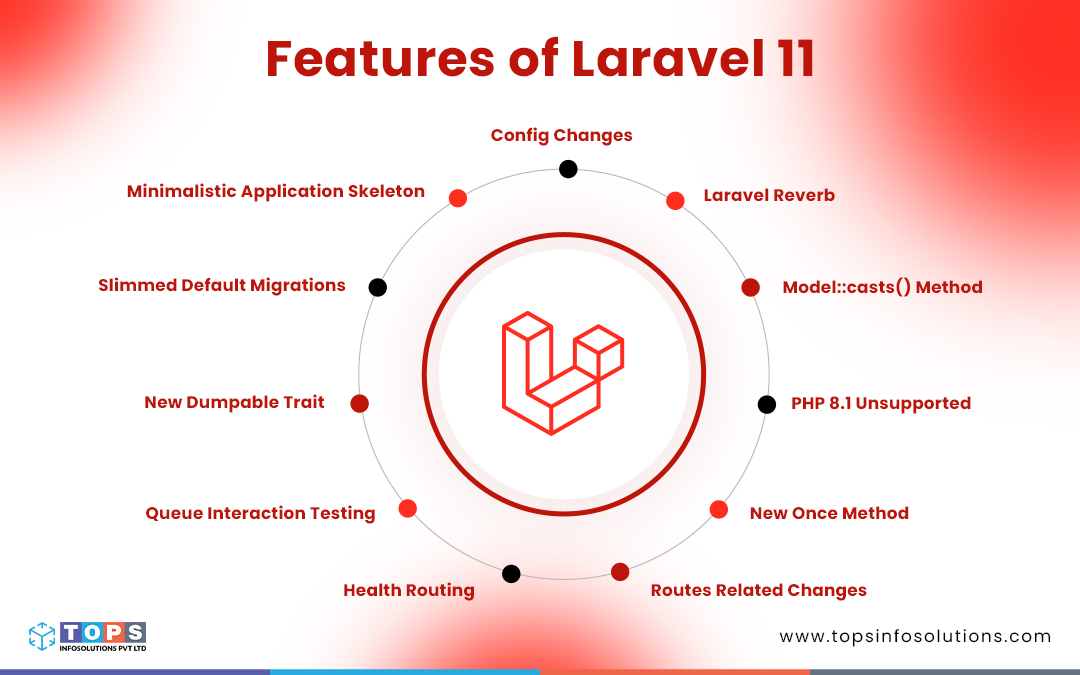 Features of Laravel 11
Config Changes
Minimalistic Application Skeleton
Laravel Reverb
Slimmed Default Migrations
Model::casts() Method
New Dumpable Trait
PHP 8.1 Unsupported
Queue Interaction Testing
New Once Method
Health Routing
Routes Related Changes
TOPS
INFOSOLUTIONS PVT LTD
www.topsinfosolutions.com